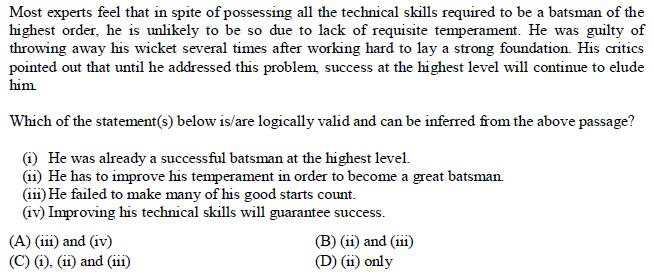 Most experts feel that in spite of possessing all the technical skills required to be a batsman of the
highest order, he is unlikely to be so due to lack of requisite temperament. He was guilty of
throwing away his wicket several times after working hard to lay a strong foundation. His critics
pointed out that until he addressed this problem, success at the highest level will continue to elude
him.
Which of the statement(s) below is/are logically valid and can be inferred from the above passage?
(i) He was already a successful batsman at the highest level.
(ii) He has to improve his temperament in order to become a great batsman.
(iii) He failed to make many of his good starts count.
(iv) Improving his technical skills will guarantee success.
(A) (iii) and (iv) (B) (ii) and (iii)
(C) (i), (ii) and (iii) (D) (ii) only